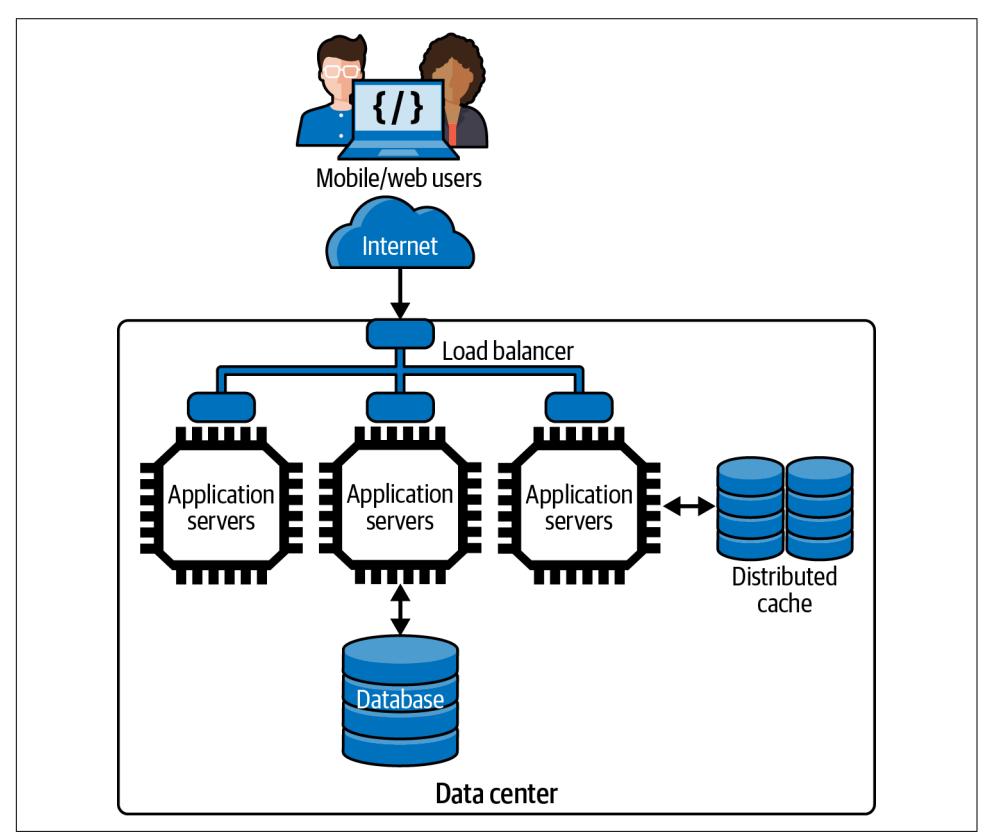 {/}
Mobile/web users
Internet
Load balancer
Application
servers
Application
servers
Application
servers
Distributed
cache
Database
Data center